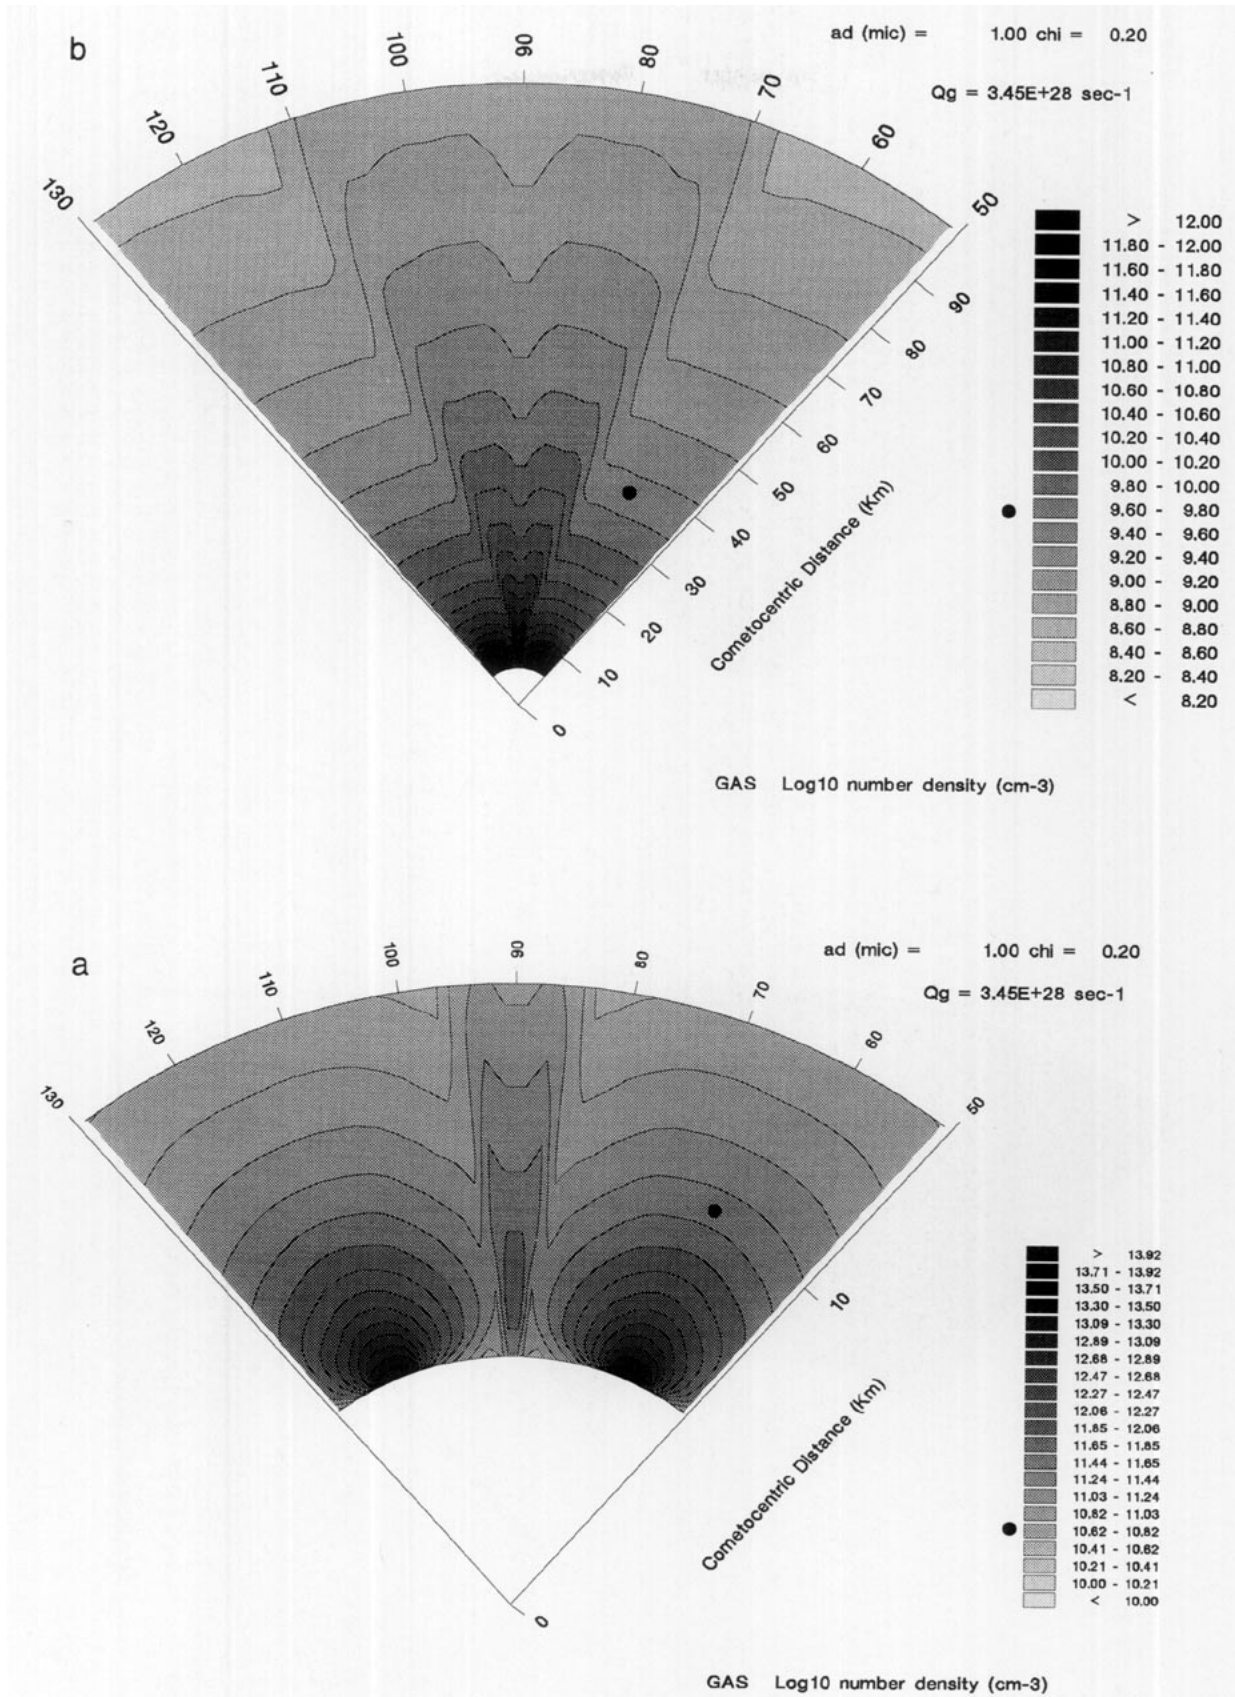 b
ad (mic) = 1.00 chi = 0.20
Qg = 3.45E+28 sec-1
130
120
110
100
90
80
70
60
50
90
80
70
60
50
40
30
20
10
0
Cometocentric Distance (Km)
> 12.00
11.80 - 12.00
11.60 - 11.80
11.40 - 11.60
11.20 - 11.40
11.00 - 11.20
10.80 - 11.00
10.60 - 10.80
10.40 - 10.60
10.20 - 10.40
10.00 - 10.20
9.80 - 10.00
9.60 - 9.80
9.40 - 9.60
9.20 - 9.40
9.00 - 9.20
8.80 - 9.00
8.60 - 8.80
8.40 - 8.60
8.20 - 8.40
< 8.20
GAS Log10 number density (cm-3)
a
ad (mic) = 1.00 chi = 0.20
Qg = 3.45E+28 sec-1
130
120
110
100
90
80
70
60
50
10
0
Cometocentric Distance (Km)
> 13.92
13.71 - 13.92
13.50 - 13.71
13.30 - 13.50
13.09 - 13.30
12.89 - 13.09
12.68 - 12.89
12.47 - 12.68
12.27 - 12.47
12.06 - 12.27
11.85 - 12.06
11.65 - 11.85
11.44 - 11.65
11.24 - 11.44
11.03 - 11.24
10.82 - 11.03
10.62 - 10.82
10.41 - 10.62
10.21 - 10.41
10.00 - 10.21
< 10.00
GAS Log10 number density (cm-3)